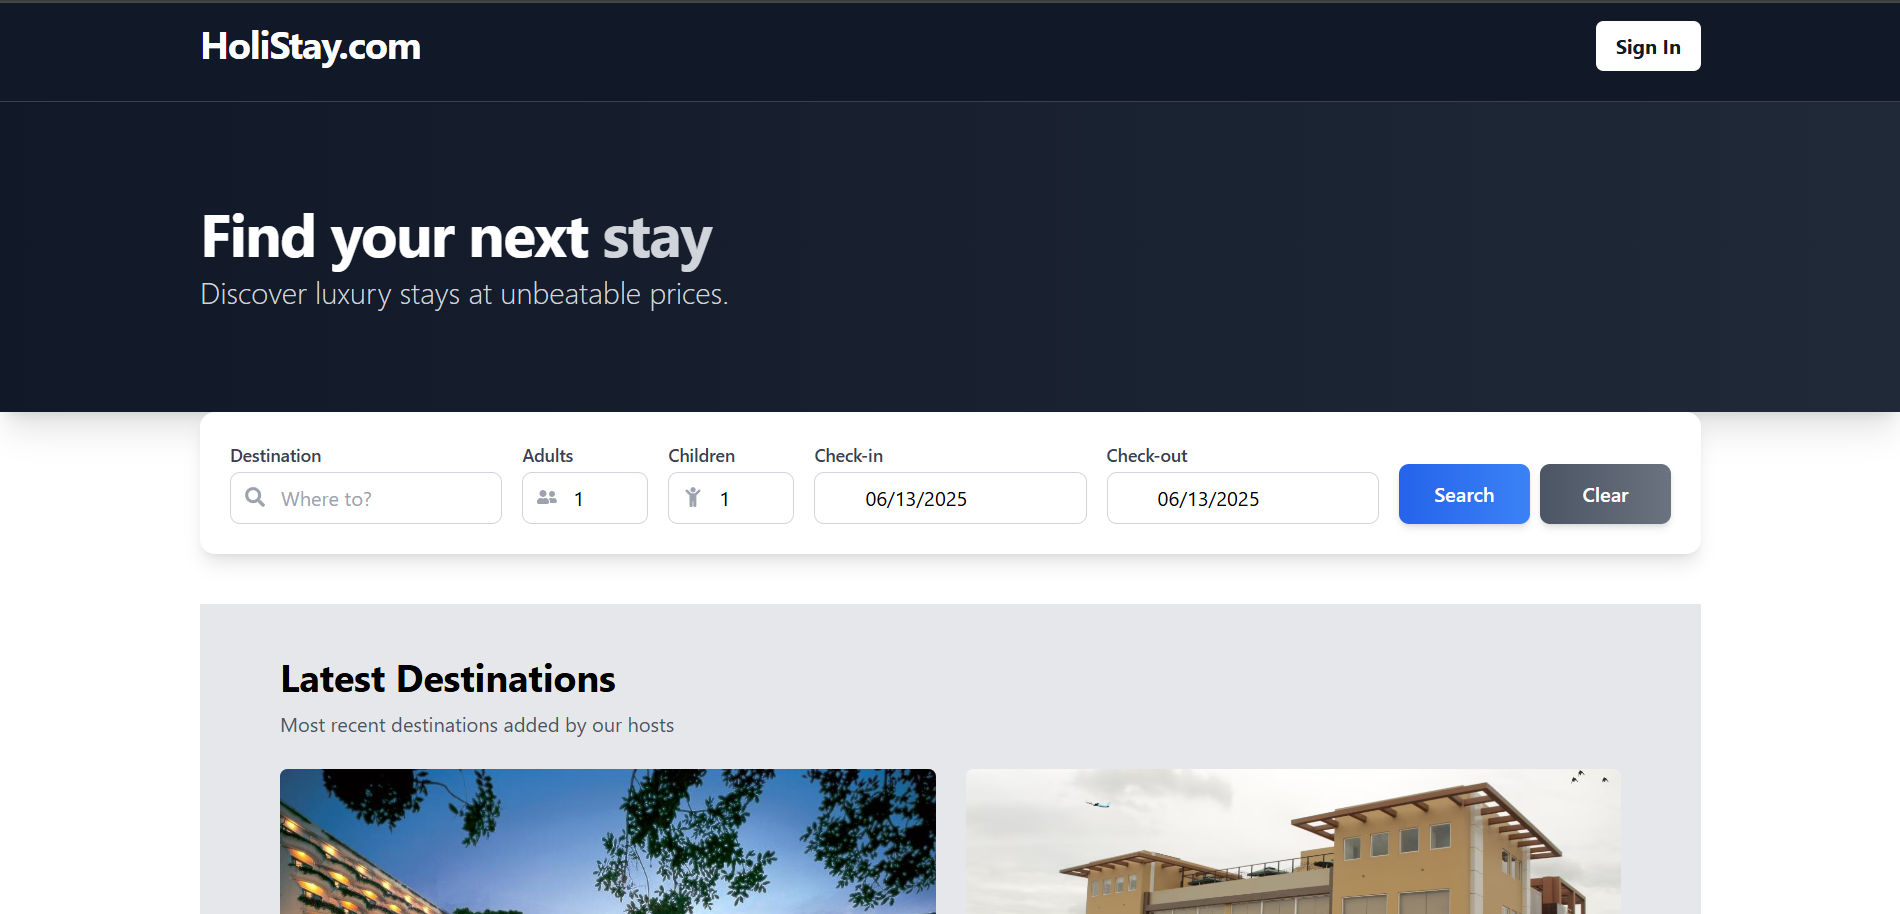 HoliStay.com
Sign In
Find your next stay
Discover luxury stays at unbeatable prices.
Destination
Adults
Children
Check-in
Check-out
Where to?
1
1
06/13/2025
06/13/2025
Search
Clear
Latest Destinations
Most recent destinations added by our hosts